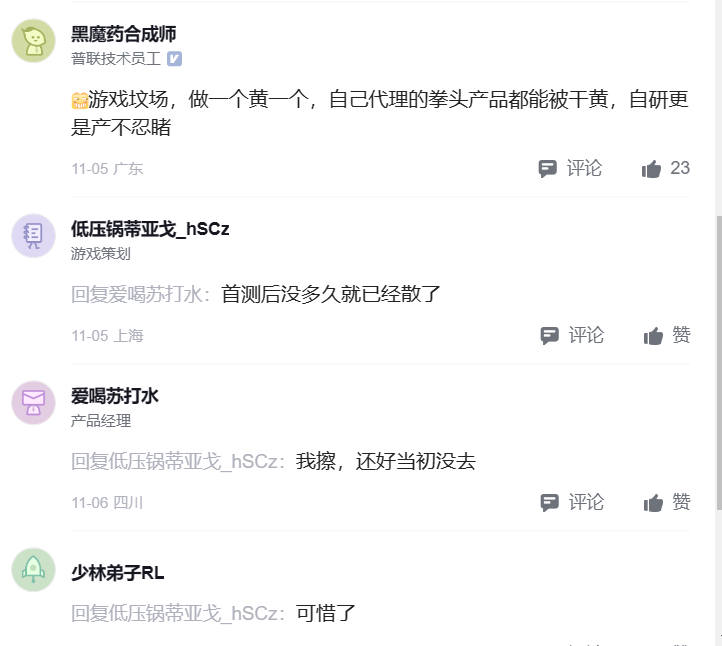 黑魔药合成师
普联技术员工
游戏坟场，做一个黄一个，自己代理的拳头产品都能被干黄，自研更
是产不忍睹
11-05 广东
评论
23
低压锅蒂亚戈_hSCz
游戏策划
回复爱喝苏打水：首测后没多久就已经散了
11-05 上海
评论
赞
爱喝苏打水
产品经理
回复低压锅蒂亚戈_hSCz：我擦，还好当初没去
11-06 四川
评论
赞
少林弟子RL
回复低压锅蒂亚戈_hSCz：可惜了